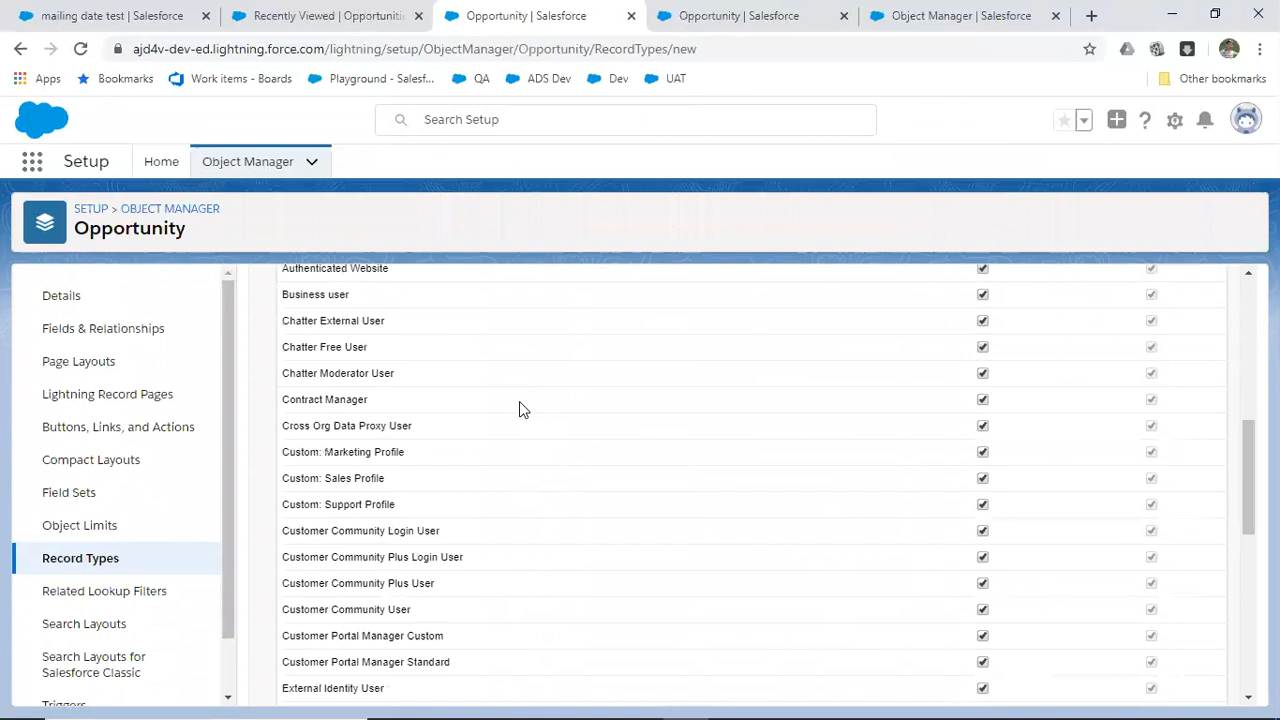 mailing date test | Salesforce
Recently Viewed | Opportunitie
Opportunity | Salesforce
Opportunity | Salesforce
Object Manager | Salesforce
ajd4v-dev-ed.lightning.force.com/lightning/setup/ObjectManager/Opportunity/RecordTypes/new
Apps
Bookmarks
Work items - Boards
Playground - Salesf...
QA
ADS Dev
Dev
UAT
Other bookmarks
Search Setup
Setup
Home
Object Manager
SETUP > OBJECT MANAGER
Opportunity
Details
Fields & Relationships
Page Layouts
Lightning Record Pages
Buttons, Links, and Actions
Compact Layouts
Field Sets
Object Limits
Record Types
Related Lookup Filters
Search Layouts
Search Layouts for
Salesforce Classic
Triggers
Authenticated Website
Business user
Chatter External User
Chatter Free User
Chatter Moderator User
Contract Manager
Cross Org Data Proxy User
Custom: Marketing Profile
Custom: Sales Profile
Custom: Support Profile
Customer Community Login User
Customer Community Plus Login User
Customer Community Plus User
Customer Community User
Customer Portal Manager Custom
Customer Portal Manager Standard
External Identity User